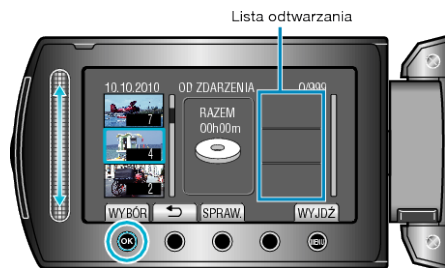 Lista odtwarzania
10.10.2010 OD ZDARZENIA 0/999
7
RAZEM
00h00m
4
2
WYBÓR SPRAW. WYJDŹ
OK MENU